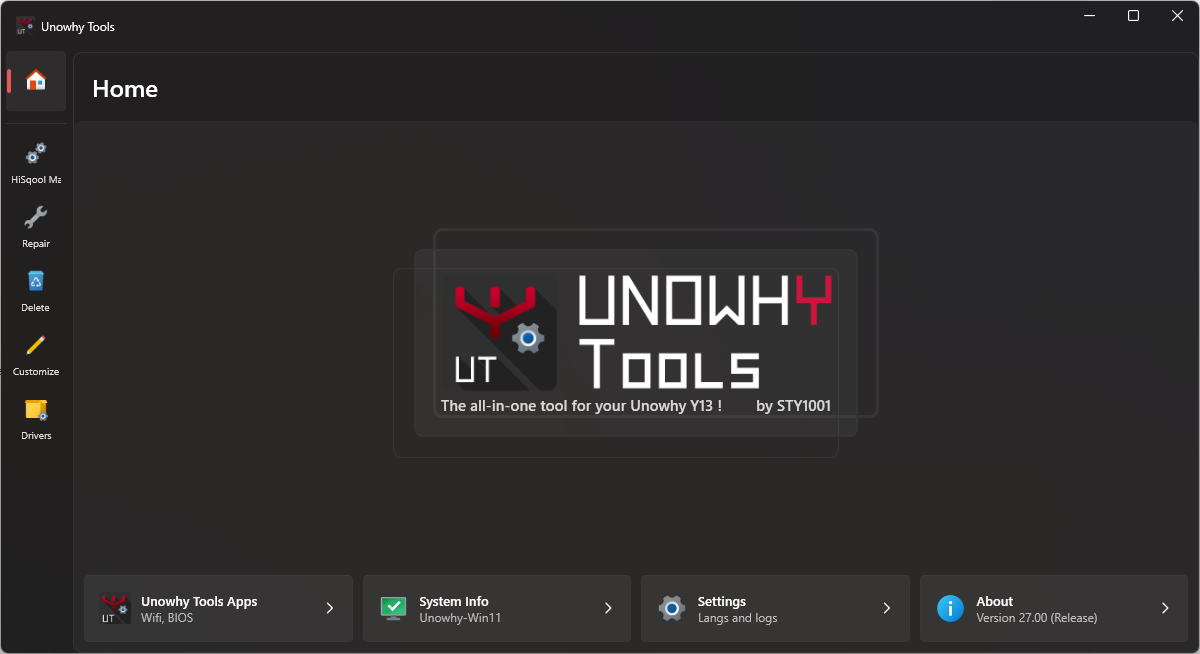 Unowhy Tools
Home
HiSqool Ma
Repair
Delete
Customize
Drivers
UNOWHY
TOOLS
UT
The all-in-one tool for your Unowhy Y13 ! by STY1001
UT
Unowhy Tools Apps
Wifi, BIOS
System Info
Unowhy-Win11
Settings
Langs and logs
About
Version 27.00 (Release)